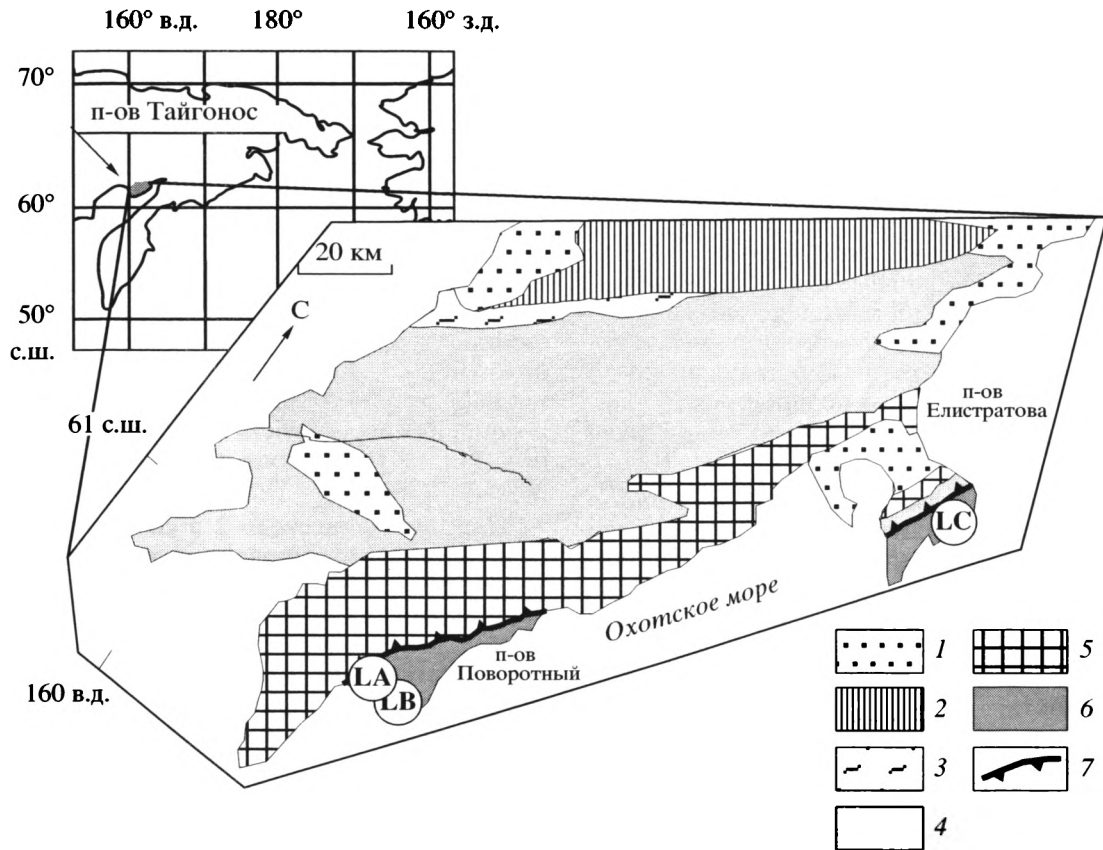 160° в.д.
180°
160° з.д.
70°
п-ов Тайгонос
60°
50°
с.ш.
20 км
С
61 с.ш.
п-ов
Елистратова
LC
Охотское море
п-ов
Поворотный
LA
LB
160 в.д.
1
2
3
4
5
6
7